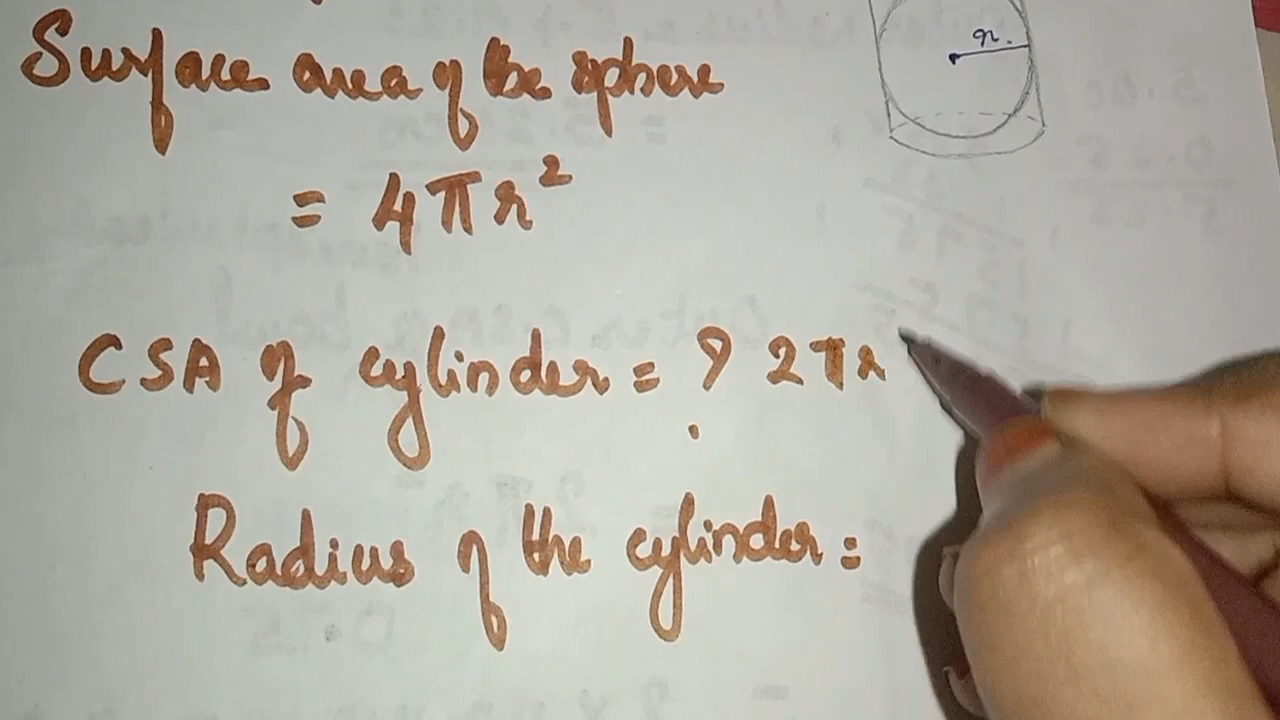 Surface area of the sphere
r.
= 4πr²
CSA of cylinder = ? 2πr
Radius of the cylinder =